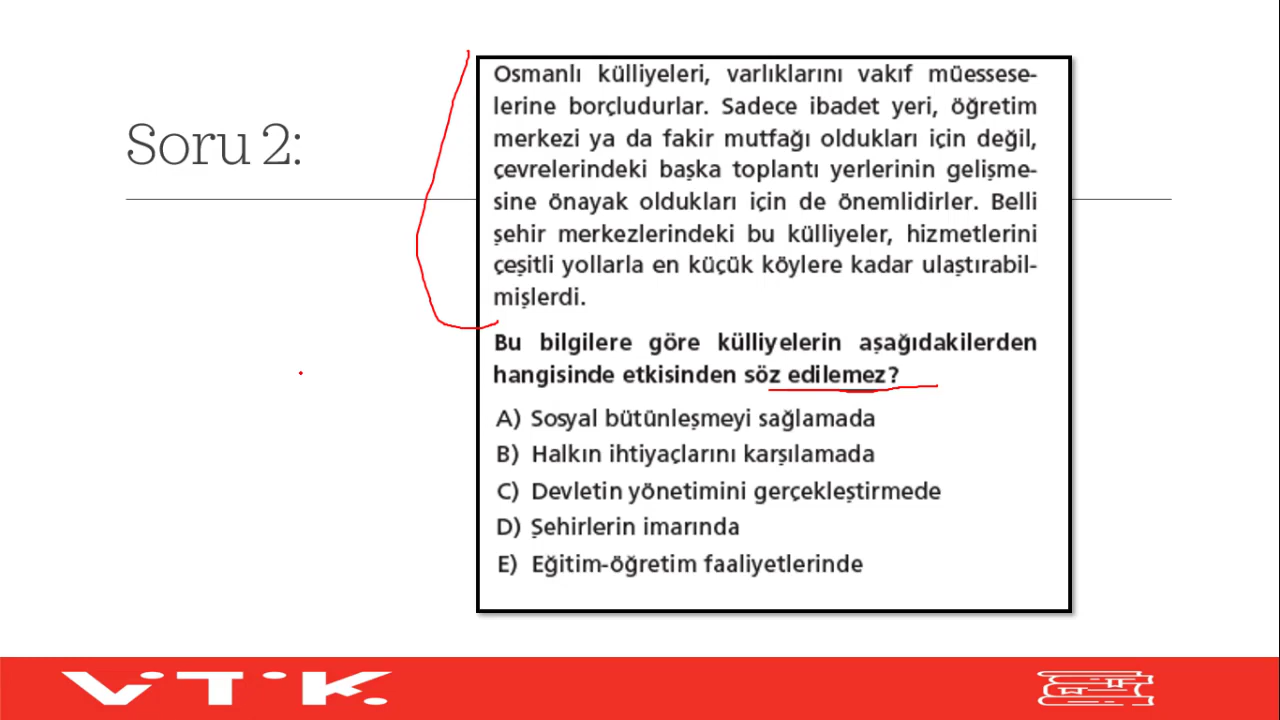 Soru 2:
Osmanlı külliyeleri, varlıklarını vakıf müessese-
lerine borçludurlar. Sadece ibadet yeri, öğretim
merkezi ya da fakir mutfağı oldukları için değil,
çevrelerindeki başka toplantı yerlerinin gelişme-
sine önayak oldukları için de önemlidirler. Belli
şehir merkezlerindeki bu külliyeler, hizmetlerini
çeşitli yollarla en küçük köylere kadar ulaştırabil-
mişlerdi.
Bu bilgilere göre külliyelerin aşağıdakilerden
hangisinde etkisinden söz edilemez?
A) Sosyal bütünleşmeyi sağlamada
B) Halkın ihtiyaçlarını karşılamada
C) Devletin yönetimini gerçekleştirmede
D) Şehirlerin imarında
E) Eğitim-öğretim faaliyetlerinde
VTK